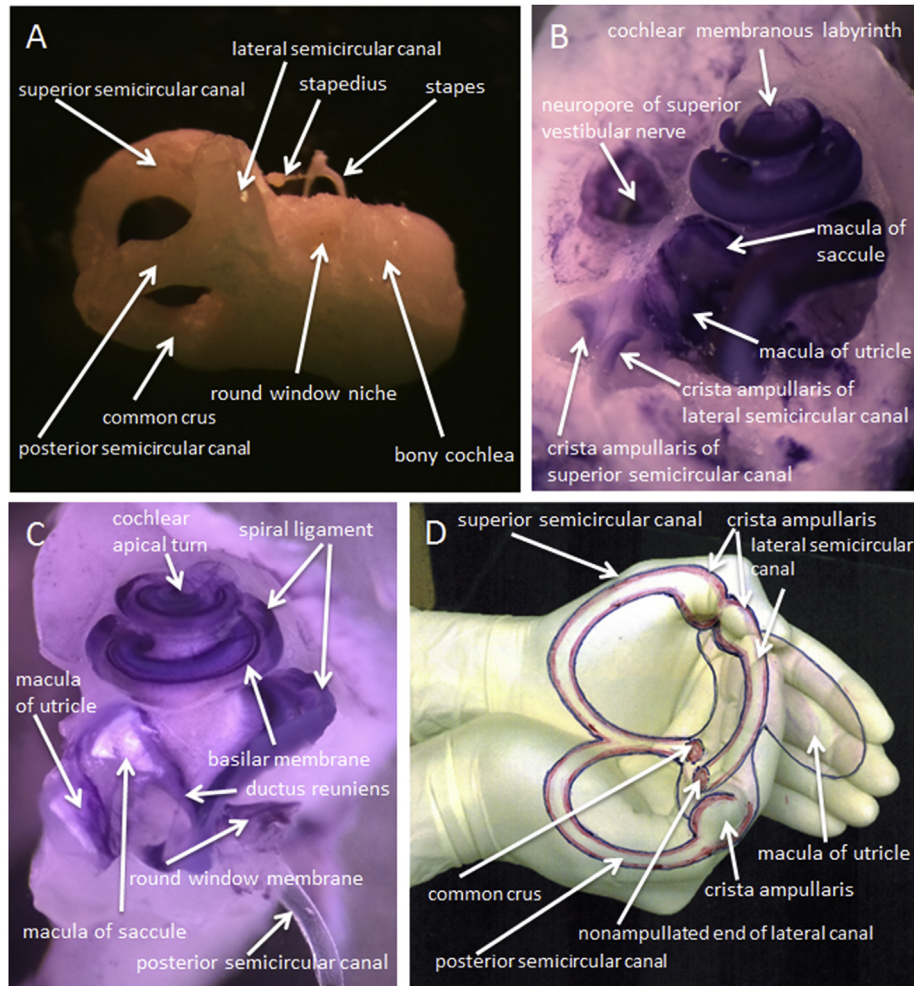 A
lateral semicircular canal
stapedius
superior semicircular canal
stapes
round window niche
common crus
posterior semicircular canal
bony cochlea
B
cochlear membranous labyrinth
neuropore of superior
vestibular nerve
macula of
saccule
macula of utricle
crista ampullaris of
lateral semicircular canal
crista ampullaris of
superior semicircular canal
C
cochlear
apical turn
spiral ligament
macula
of utricle
basilar membrane
ductus reuniens
round window membrane
macula of saccule
posterior semicircular canal
D
superior semicircular canal
crista ampullaris
lateral semicircular
canal
macula of utricle
common crus
crista ampullaris
nonampullated end of lateral canal
posterior semicircular canal